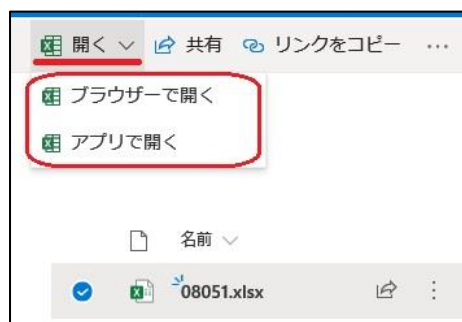 開く 共有 リンクをコピー ...
ブラウザーで開く
アプリで開く
名前
08051.xlsx